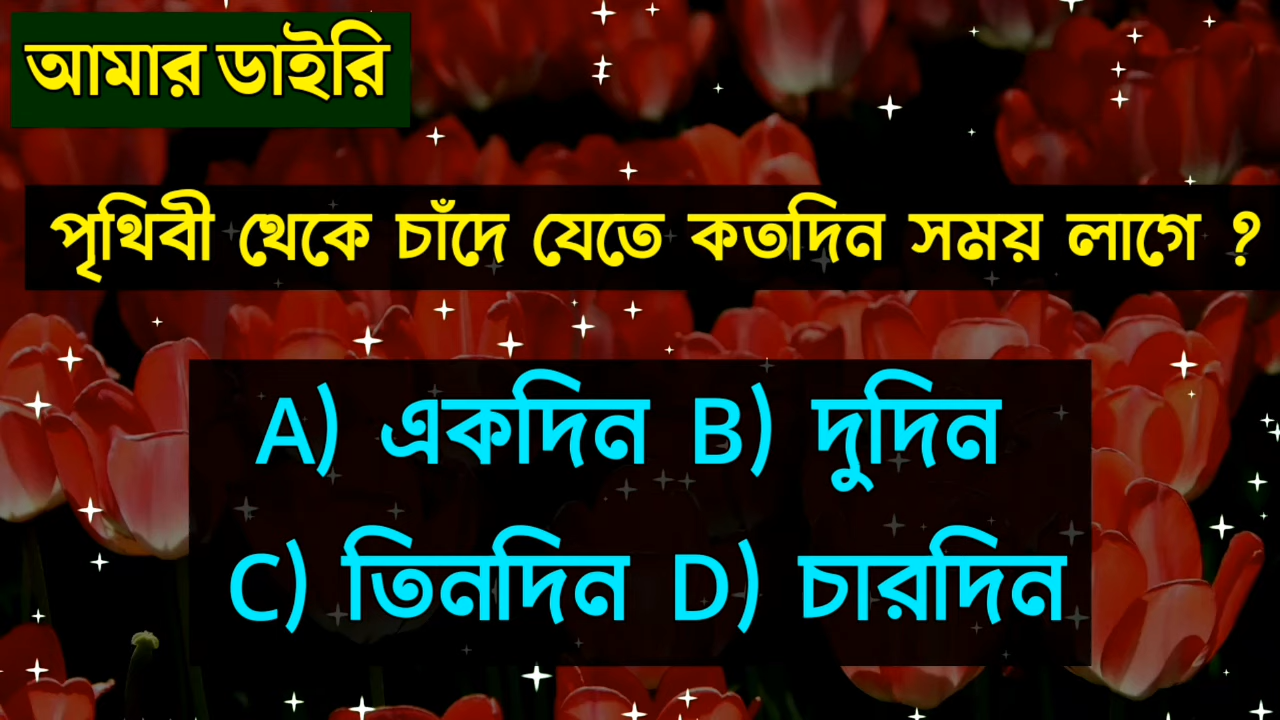 আমার ডাইরি
পৃথিবী থেকে চাঁদে যেতে কতদিন সময় লাগে ?
A) একদিন B) দুদিন
C) তিনদিন D) চারদিন